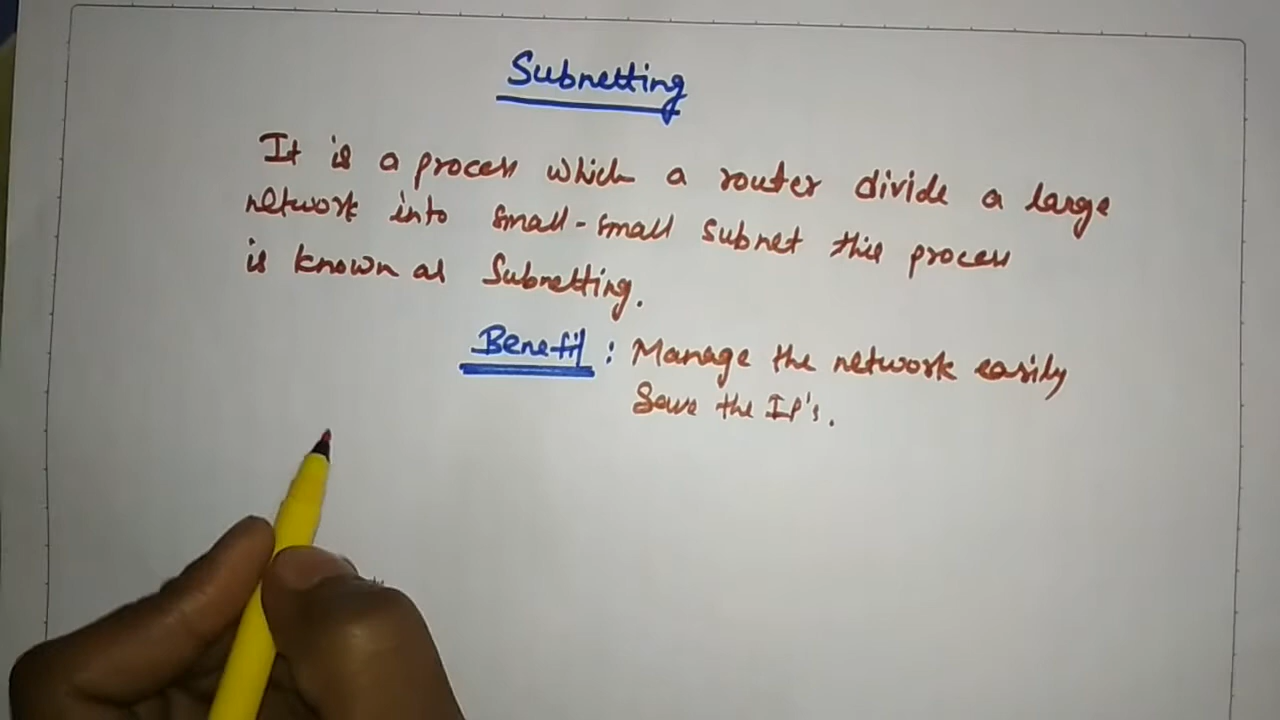 Subnetting
It is a process which a router divide a large
network into small-small subnet this process
is known as Subnetting.
Benefit : Manage the network easily
Save the IP's.